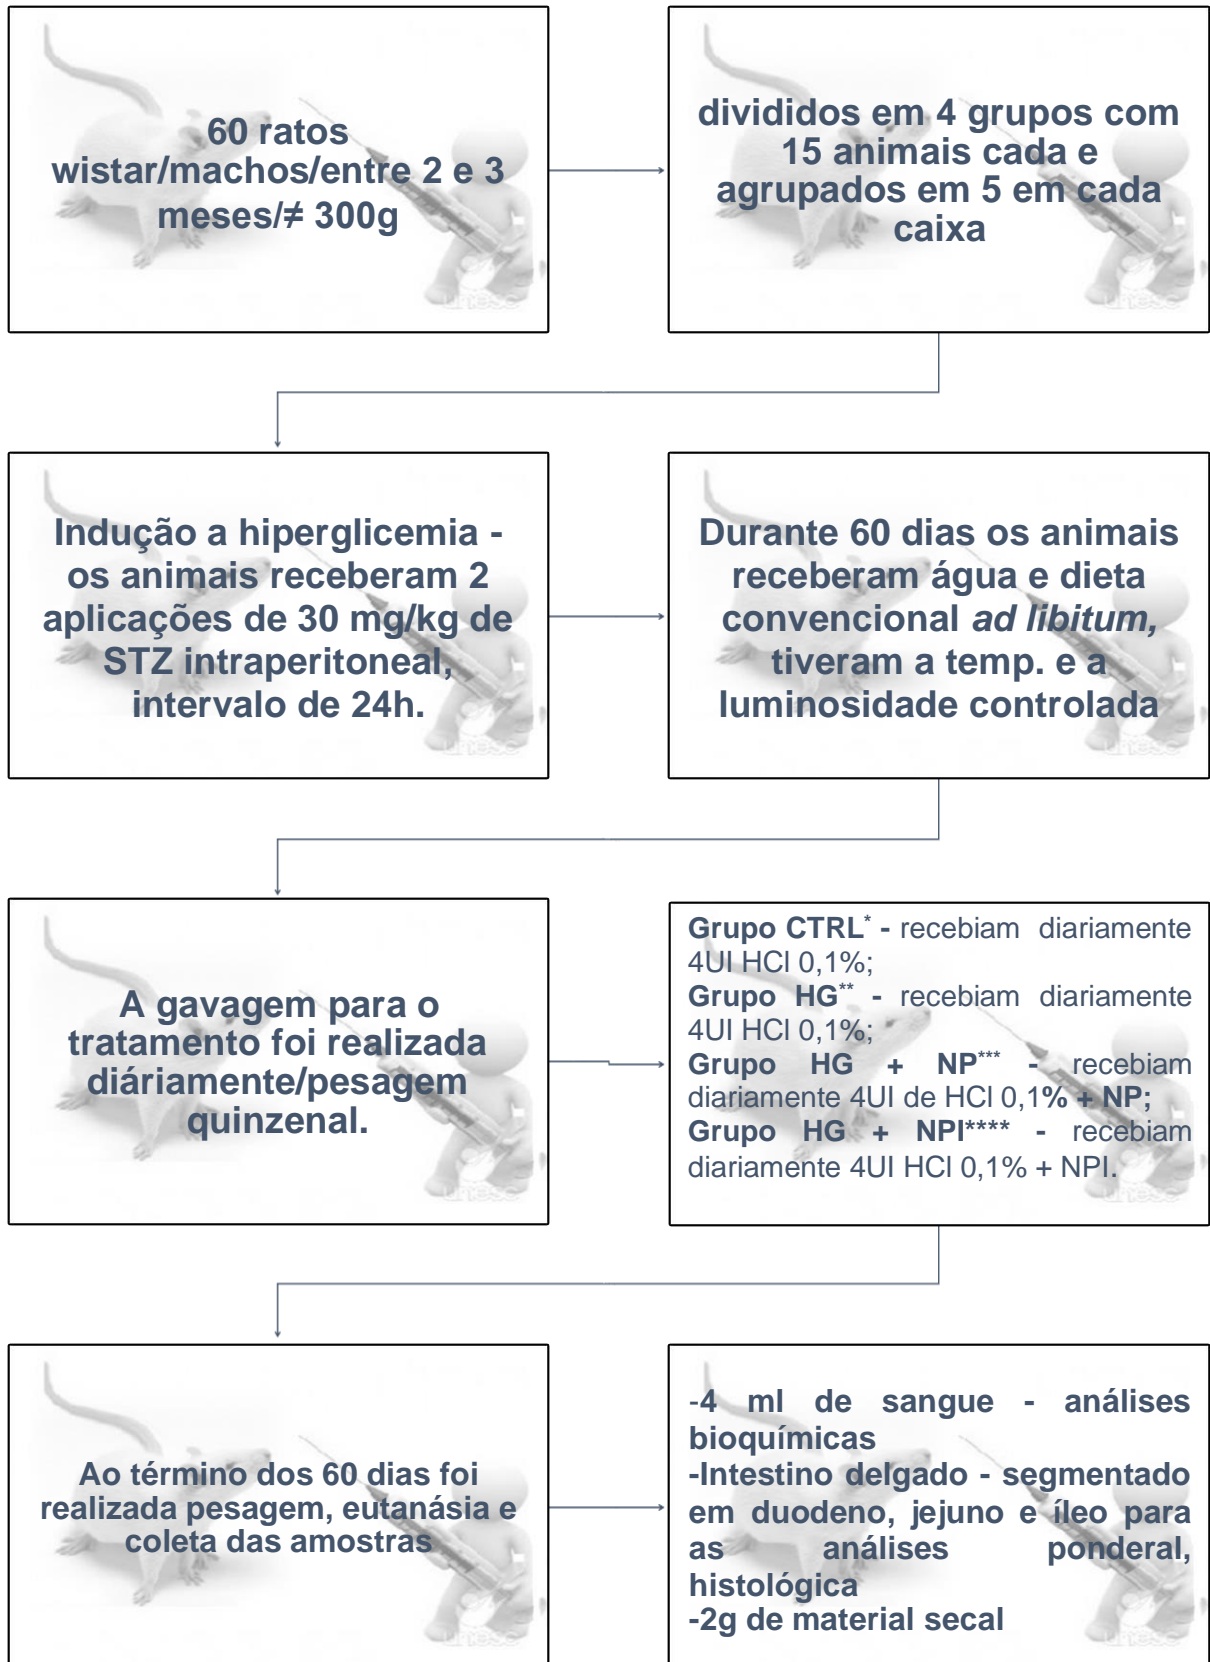 60 ratos
wistar/machos/entre 2 e 3
meses/≠ 300g
divididos em 4 grupos com
15 animais cada e
agrupados em 5 em cada
caixa
Indução a hiperglicemia -
os animais receberam 2
aplicações de 30 mg/kg de
STZ intraperitoneal,
intervalo de 24h.
Durante 60 dias os animais
receberam água e dieta
convencional ad libitum,
tiveram a temp. e a
luminosidade controlada
A gavagem para o
tratamento foi realizada
diáriamente/pesagem
quinzenal.
Grupo CTRL* - recebiam diariamente
4UI HCl 0,1%;
Grupo HG** - recebiam diariamente
4UI HCl 0,1%;
Grupo HG + NP*** - recebiam
diariamente 4UI de HCl 0,1% + NP;
Grupo HG + NPI**** - recebiam
diariamente 4UI HCl 0,1% + NPI.
Ao término dos 60 dias foi
realizada pesagem, eutanásia e
coleta das amostras
-4 ml de sangue - análises
bioquímicas
-Intestino delgado - segmentado
em duodeno, jejuno e íleo para
as análises ponderal,
histológica
-2g de material secal